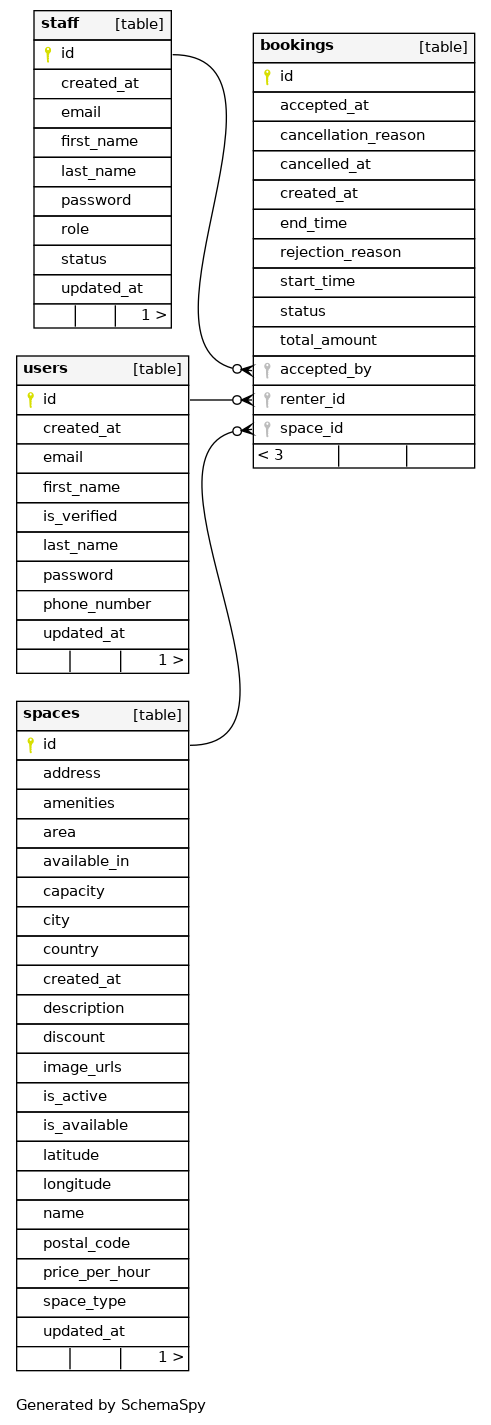 staff [table]
id
created_at
email
first_name
last_name
password
role
status
updated_at
1 >
bookings [table]
id
accepted_at
cancellation_reason
cancelled_at
created_at
end_time
rejection_reason
start_time
status
total_amount
accepted_by
renter_id
space_id
< 3
users [table]
id
created_at
email
first_name
is_verified
last_name
password
phone_number
updated_at
1 >
spaces [table]
id
address
amenities
area
available_in
capacity
city
country
created_at
description
discount
image_urls
is_active
is_available
latitude
longitude
name
postal_code
price_per_hour
space_type
updated_at
1 >
Generated by SchemaSpy